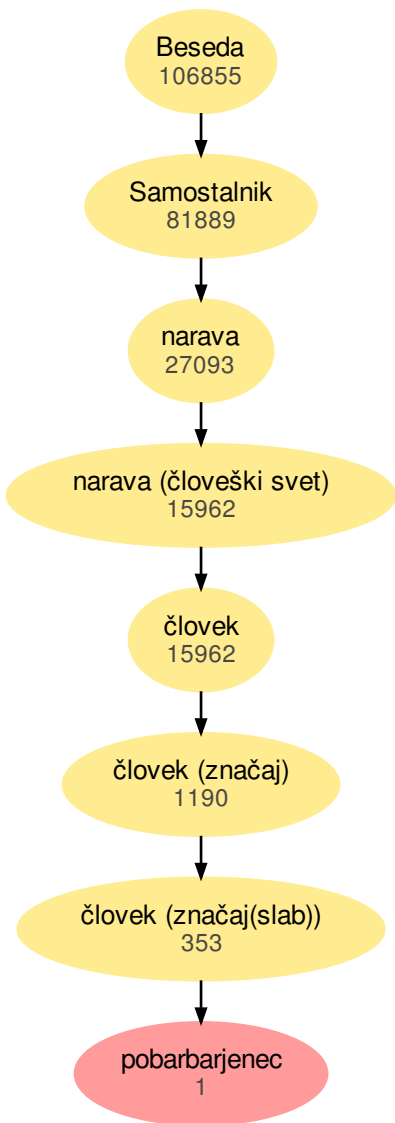 Beseda
106855
Samostalnik
81889
narava
27093
narava (človeški svet)
15962
človek
15962
človek (značaj)
1190
človek (značaj(slab))
353
pobarbarjenec
1